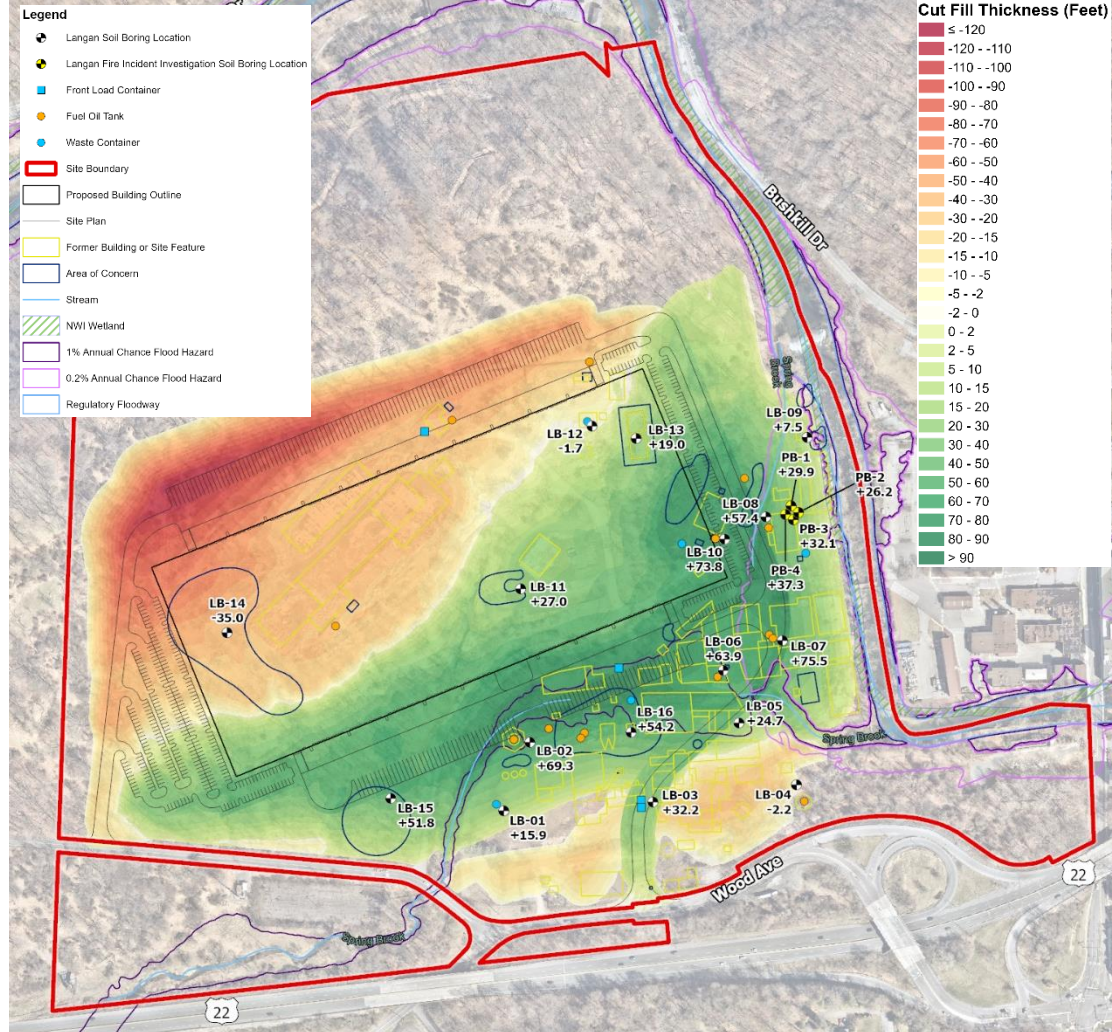 Legend
Langan Soil Boring Location
Langan Fire Incident Investigation Soil Boring Location
Front Load Container
Fuel Oil Tank
Waste Container
Site Boundary
Proposed Building Outline
Site Plan
Former Building or Site Feature
Area of Concern
Stream
NWI Wetland
1% Annual Chance Flood Hazard
0.2% Annual Chance Flood Hazard
Regulatory Floodway
Cut Fill Thickness (Feet)
≤ -120
-120 - -110
-110 - -100
-100 - -90
-90 - -80
-80 - -70
-70 - -60
-60 - -50
-50 - -40
-40 - -30
-30 - -20
-20 - -15
-15 - -10
-10 - -5
-5 - -2
-2 - 0
0 - 2
2 - 5
5 - 10
10 - 15
15 - 20
20 - 30
30 - 40
40 - 50
50 - 60
60 - 70
70 - 80
80 - 90
> 90
Bushkill Dr
Spring
Brook
LB-09
+7.5
LB-12
-1.7
LB-13
+19.0
PB-1
+29.9
PB-2
+26.2
LB-08
+57.4
PB-3
+32.1
LB-10
+73.8
PB-4
+37.3
LB-11
+27.0
LB-14
-35.0
LB-06
+63.9
LB-07
+75.5
LB-16
+54.2
LB-05
+24.7
Spring Brook
LB-02
+69.3
LB-15
+51.8
LB-01
+15.9
LB-03
+32.2
LB-04
-2.2
Wood Ave
22
Spring Brook
22